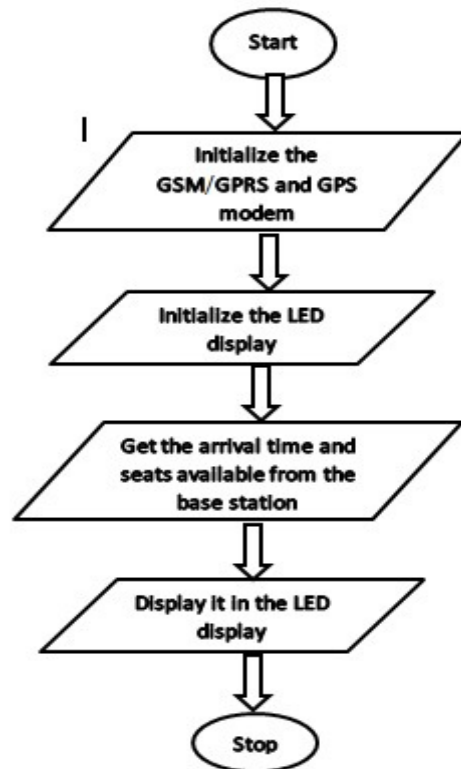 Start
Initialize the
GSM/GPRS and GPS
modem
Initialize the LED
display
Get the arrival time and
seats available from the
base station
Display it in the LED
display
Stop